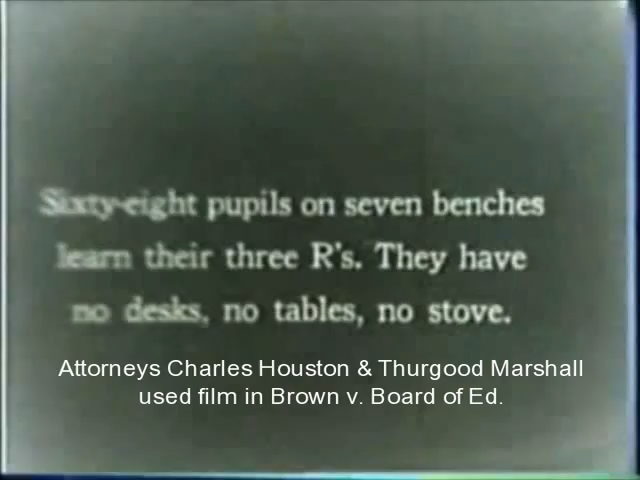 Sixty-eight pupils on seven benches
learn their three R's. They have
no desks, no tables, no stove.
Attorneys Charles Houston & Thurgood Marshall
used film in Brown v. Board of Ed.